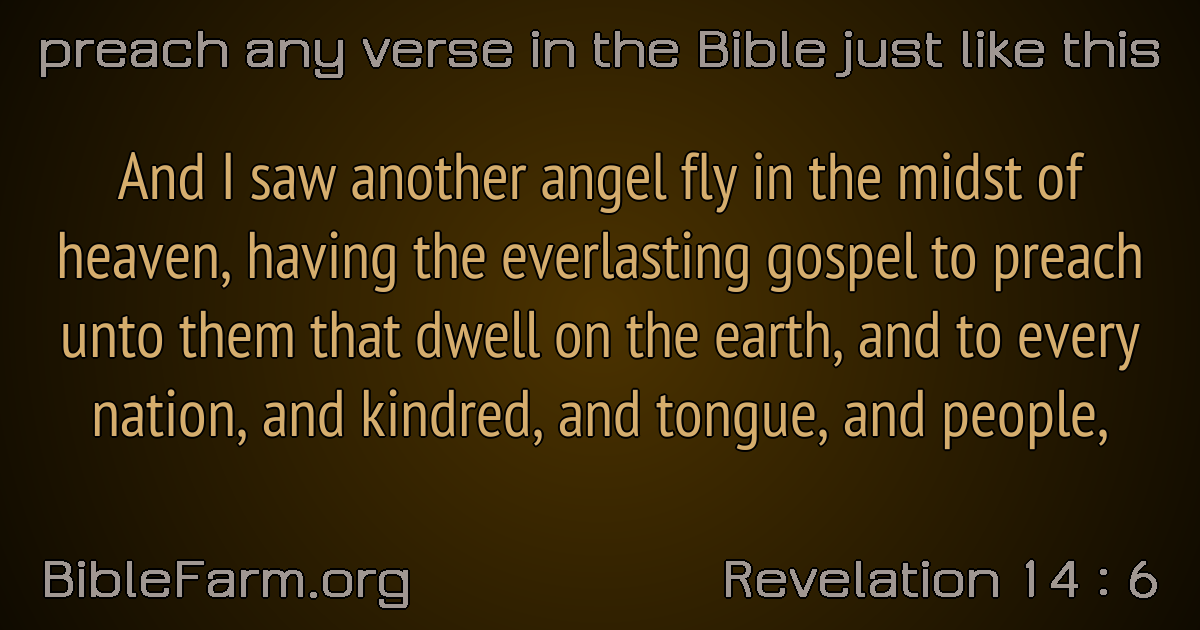 preach any verse in the Bible just like this
And I saw another angel fly in the midst of
heaven, having the everlasting gospel to preach
unto them that dwell on the earth, and to every
nation, and kindred, and tongue, and people,
BibleFarm.org
Revelation 14 : 6